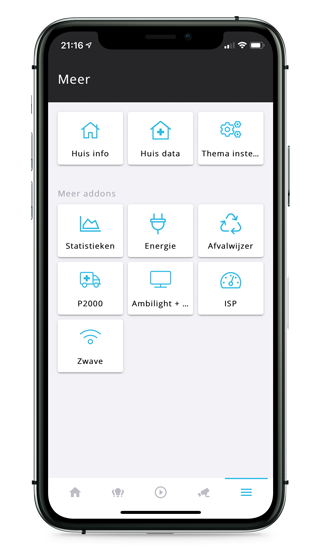 21:16
Meer
Huis info
Huis data
Thema inste...
Meer addons
Statistieken
Energie
Afvalwijzer
P2000
Ambilight + ...
ISP
Zwave